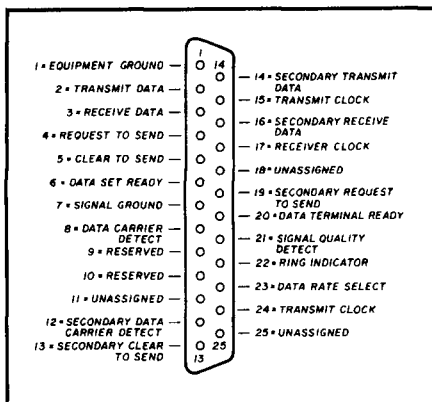 1 14
1 = EQUIPMENT GROUND
2 = TRANSMIT DATA
3 = RECEIVE DATA
4 = REQUEST TO SEND
5 = CLEAR TO SEND
6 = DATA SET READY
7 = SIGNAL GROUND
8 = DATA CARRIER
DETECT
9 = RESERVED
10 = RESERVED
11 = UNASSIGNED
12 = SECONDARY DATA
CARRIER DETECT
13 = SECONDARY CLEAR
TO SEND
14 = SECONDARY TRANSMIT
DATA
15 = TRANSMIT CLOCK
16 = SECONDARY RECEIVE
DATA
17 = RECEIVER CLOCK
18 = UNASSIGNED
19 = SECONDARY REQUEST
TO SEND
20 = DATA TERMINAL READY
21 = SIGNAL QUALITY
DETECT
22 = RING INDICATOR
23 = DATA RATE SELECT
24 = TRANSMIT CLOCK
25 = UNASSIGNED
25
13